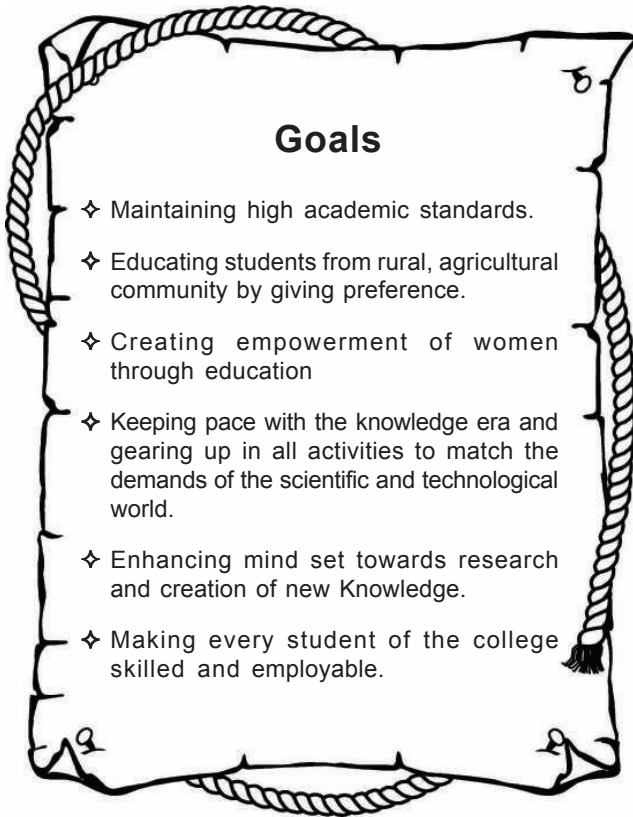 Goals
✧ Maintaining high academic standards.
✧ Educating students from rural, agricultural
community by giving preference.
✧ Creating empowerment of women
through education
✧ Keeping pace with the knowledge era and
gearing up in all activities to match the
demands of the scientific and technological
world.
✧ Enhancing mind set towards research
and creation of new Knowledge.
✧ Making every student of the college
skilled and employable.